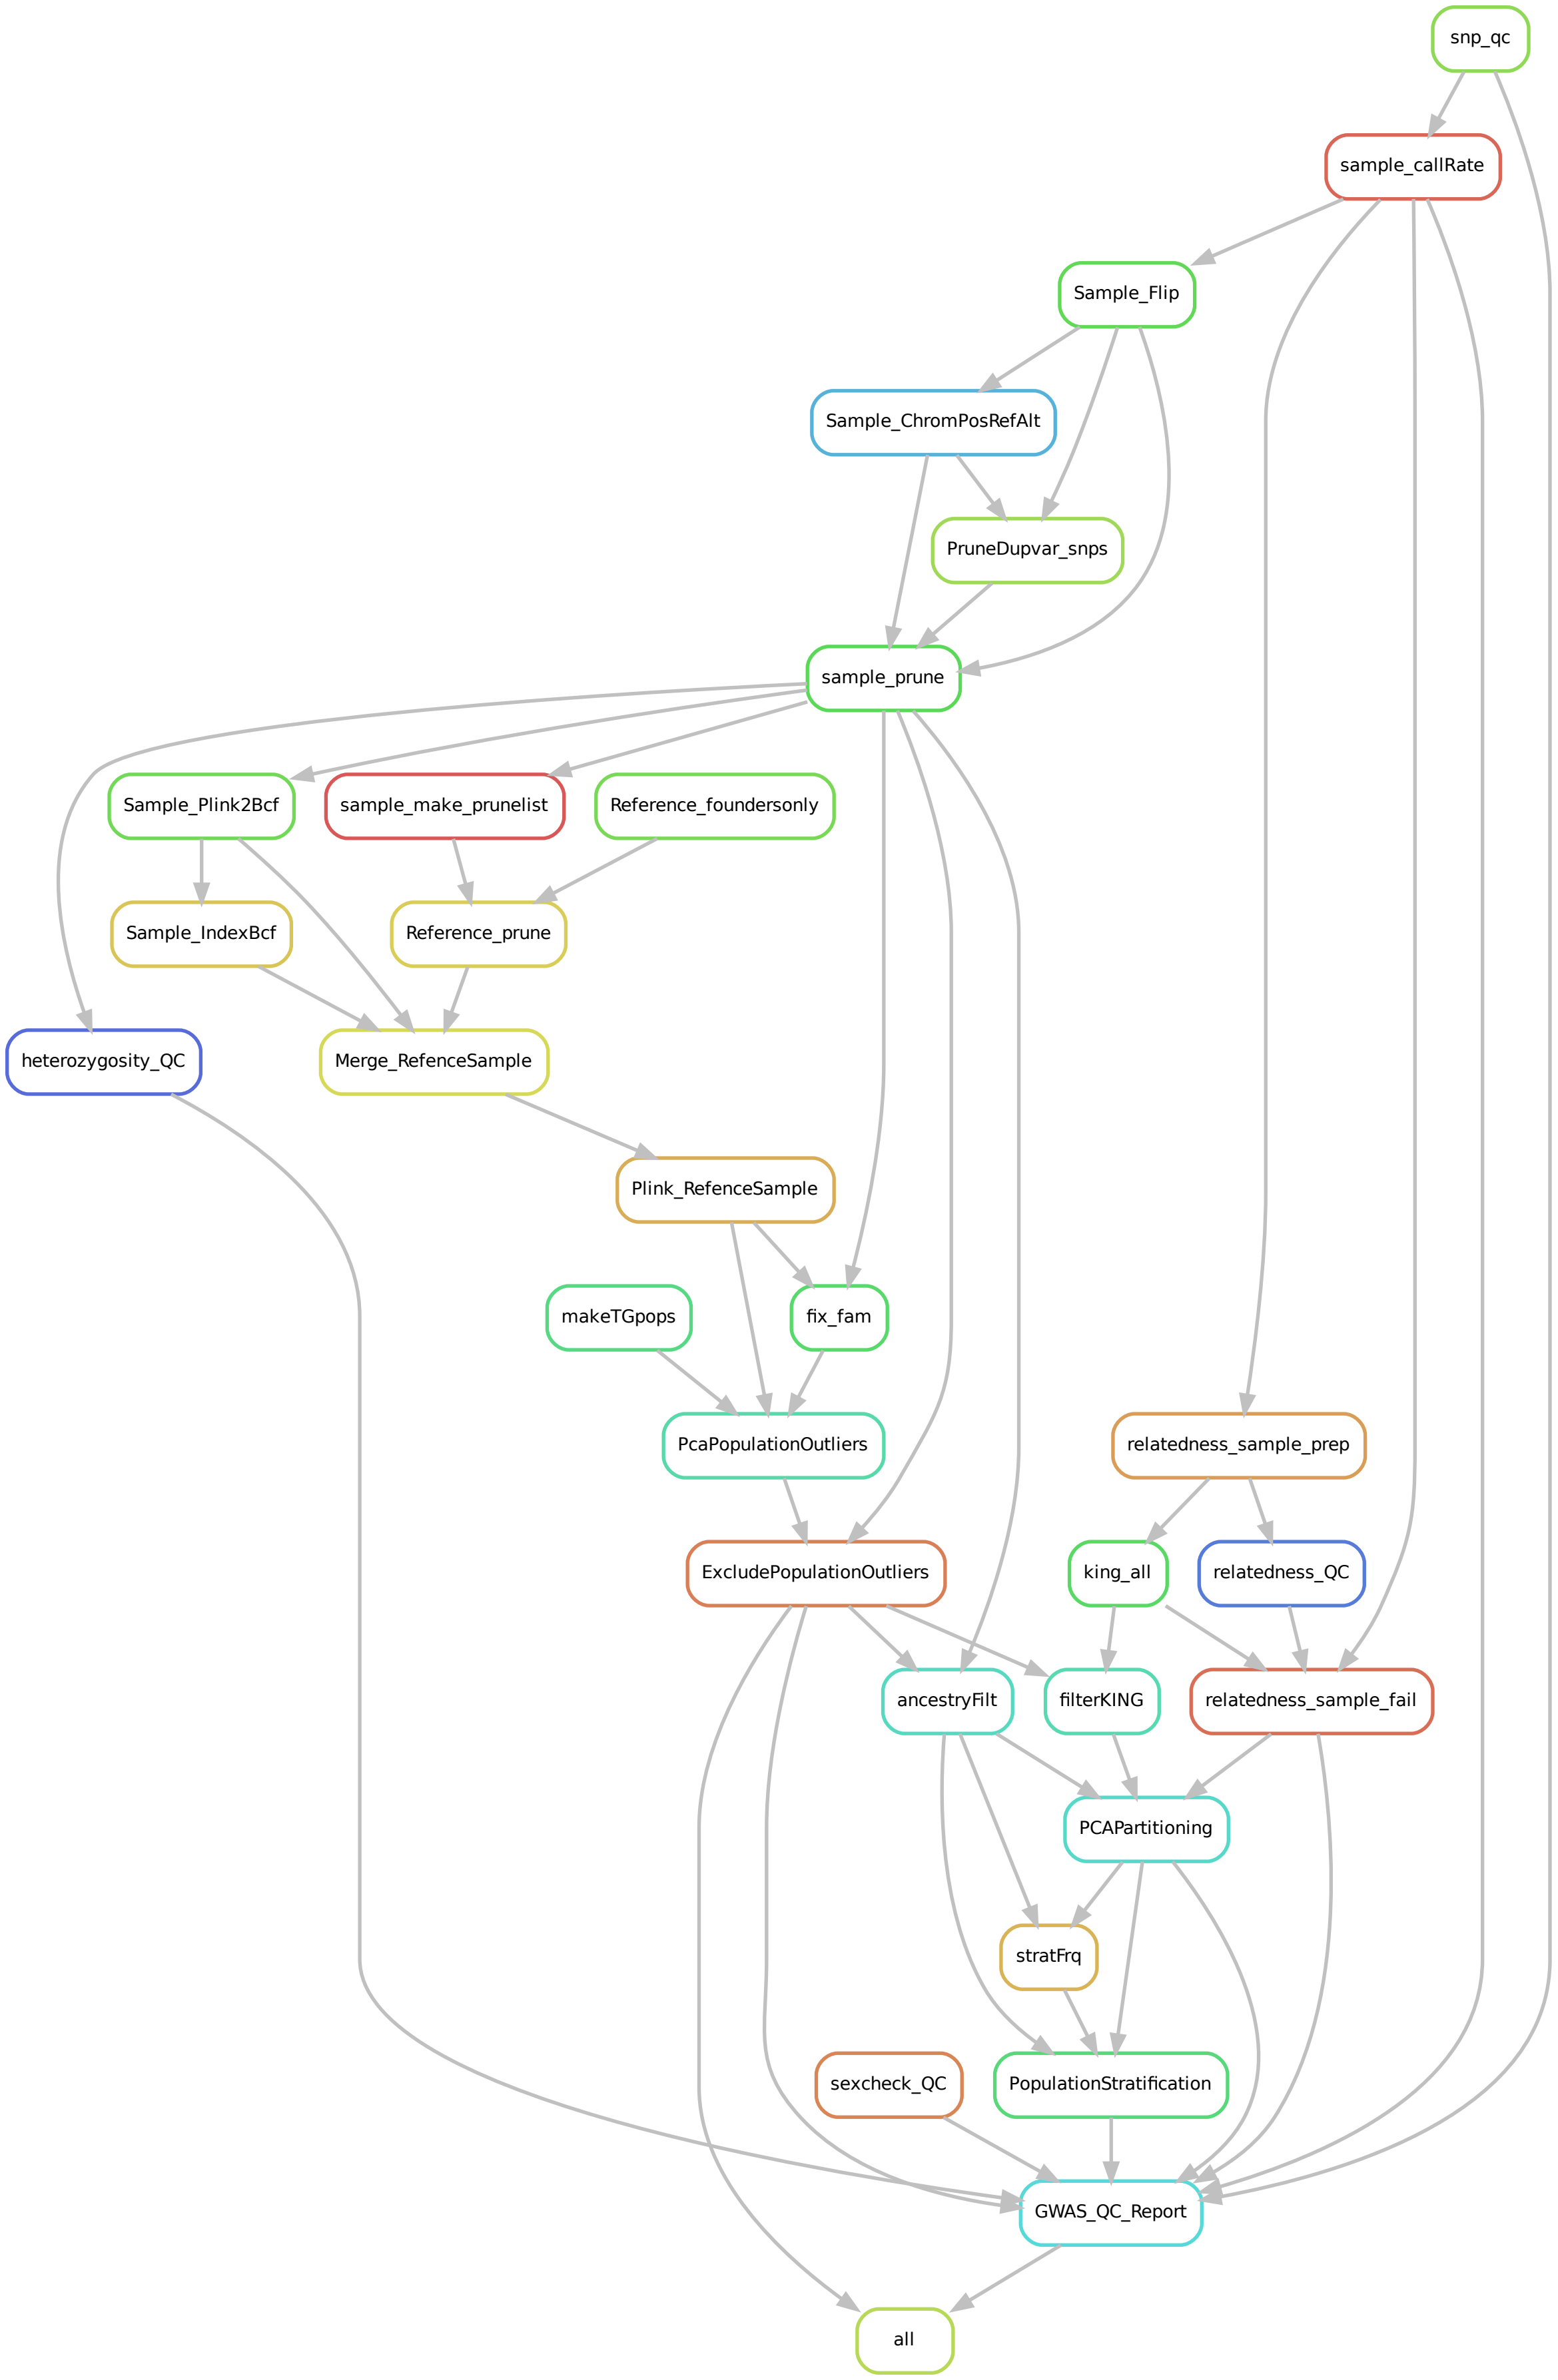 snp_qc
sample_callRate
Sample_Flip
Sample_ChromPosRefAlt
PruneDupvar_snps
sample_prune
Sample_Plink2Bcf
sample_make_prunelist
Reference_foundersonly
Sample_IndexBcf
Reference_prune
heterozygosity_QC
Merge_RefenceSample
Plink_RefenceSample
makeTGpops
fix_fam
PcaPopulationOutliers
relatedness_sample_prep
ExcludePopulationOutliers
king_all
relatedness_QC
ancestryFilt
filterKING
relatedness_sample_fail
PCAPartitioning
stratFrq
sexcheck_QC
PopulationStratification
GWAS_QC_Report
all